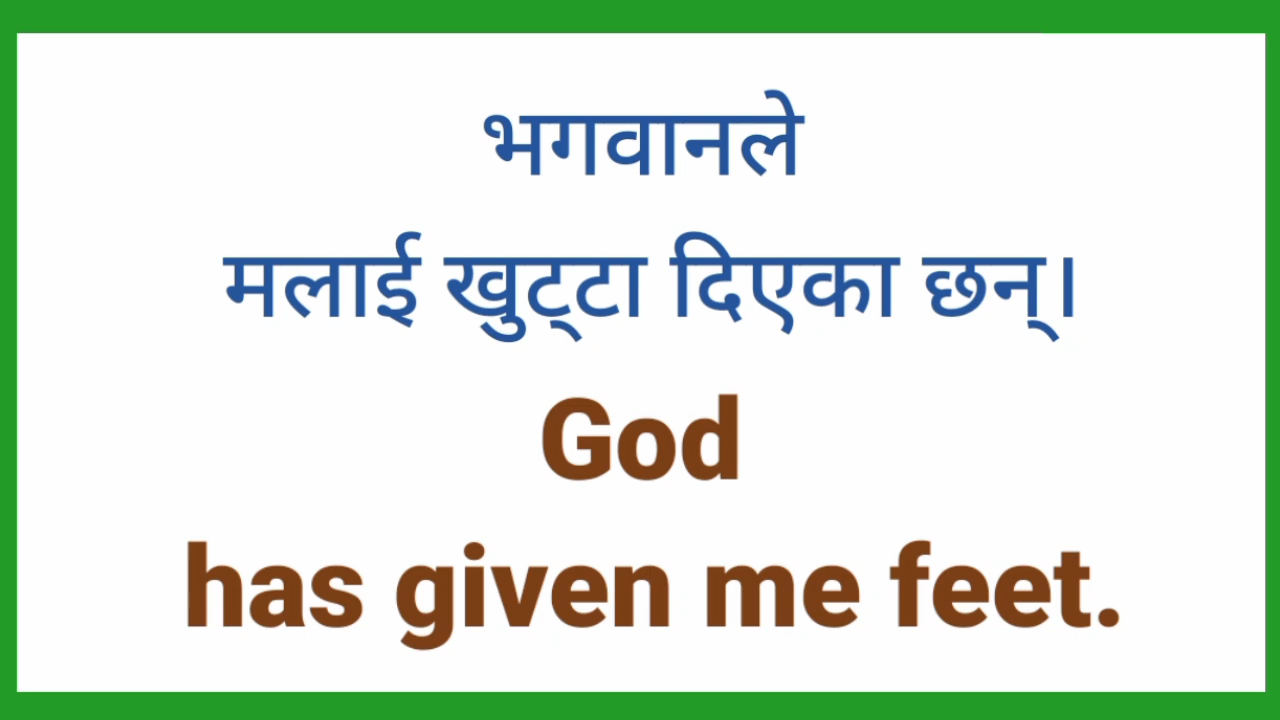 भगवानले
मलाई खुट्टा दिएका छन्।
God
has given me feet.